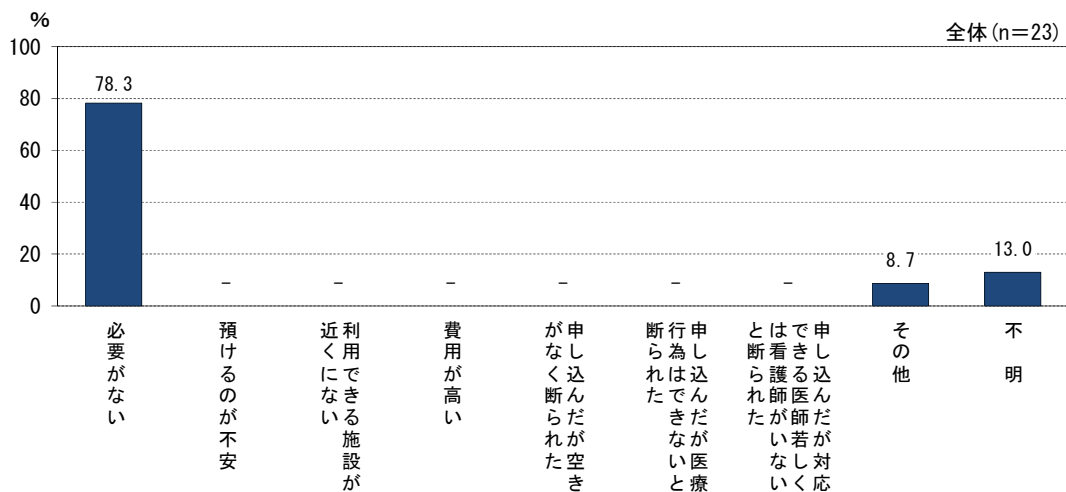 %
全体(n=23)
100
80
60
40
20
0
78.3
-
-
-
-
-
-
8.7
13.0
必要がない
預けるのが不安
利用できる施設が
近くにない
費用が高い
申し込んだが空き
がなく断られた
申し込んだが医療
行為はできないと
断られた
申し込んだが対応
できる医師若しく
は看護師がいない
と断られた
その他
不 明